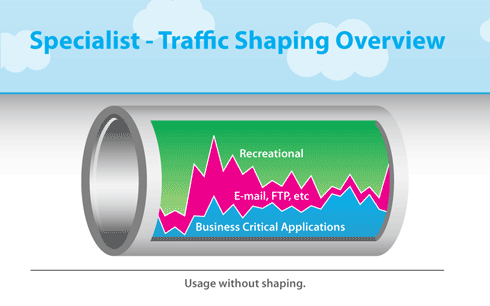 Specialist - Traffic Shaping Overview
Recreational
E-mail, FTP, etc
Business Critical Applications
Usage without shaping.